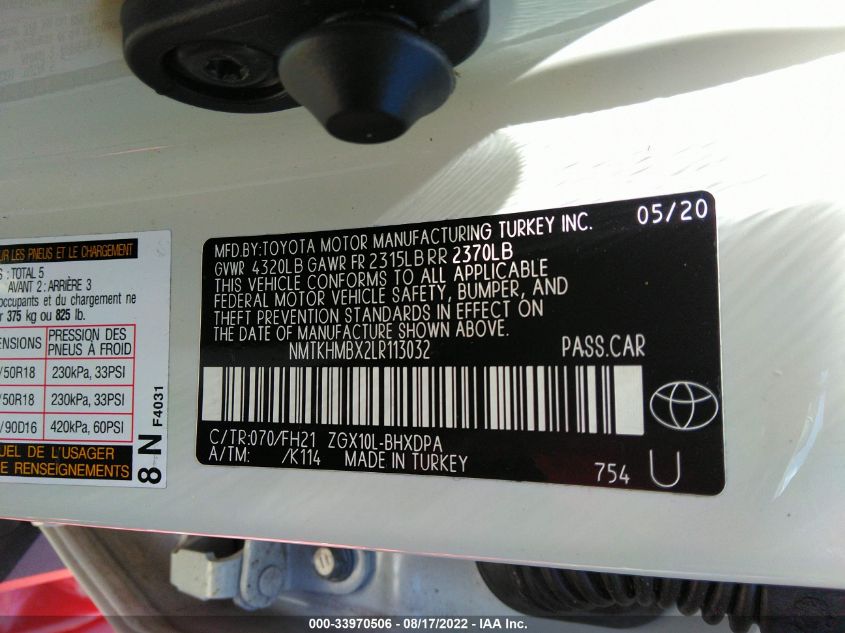 UR LES PNEUS ET LE CHARGEMENT
S : TOTAL 5
AVANT 2 : ARRIÈRE 3
occupants et du chargement ne
r 375 kg ou 825 lb.
ENSIONS PRESSION DES PNEUS À FROID
/50R18 230kPa, 33PSI
/50R18 230kPa, 33PSI
/90D16 420kPa, 60PSI
UEL DE L'USAGER
E RENSEIGNEMENTS
8-N F4031
05/20
MFD.BY:TOYOTA MOTOR MANUFACTURING TURKEY INC.
GVWR 4320LB GAWR FR 2315LB RR 2370LB
THIS VEHICLE CONFORMS TO ALL APPLICABLE
FEDERAL MOTOR VEHICLE SAFETY, BUMPER, AND
THEFT PREVENTION STANDARDS IN EFFECT ON
THE DATE OF MANUFACTURE SHOWN ABOVE.
NMTKHMBX2LR113032 PASS.CAR
C/TR:070/FH21 ZGX10L-BHXDPA
A/TM: /K114 MADE IN TURKEY
754 U
000-33970506 - 08/17/2022 - IAA Inc.